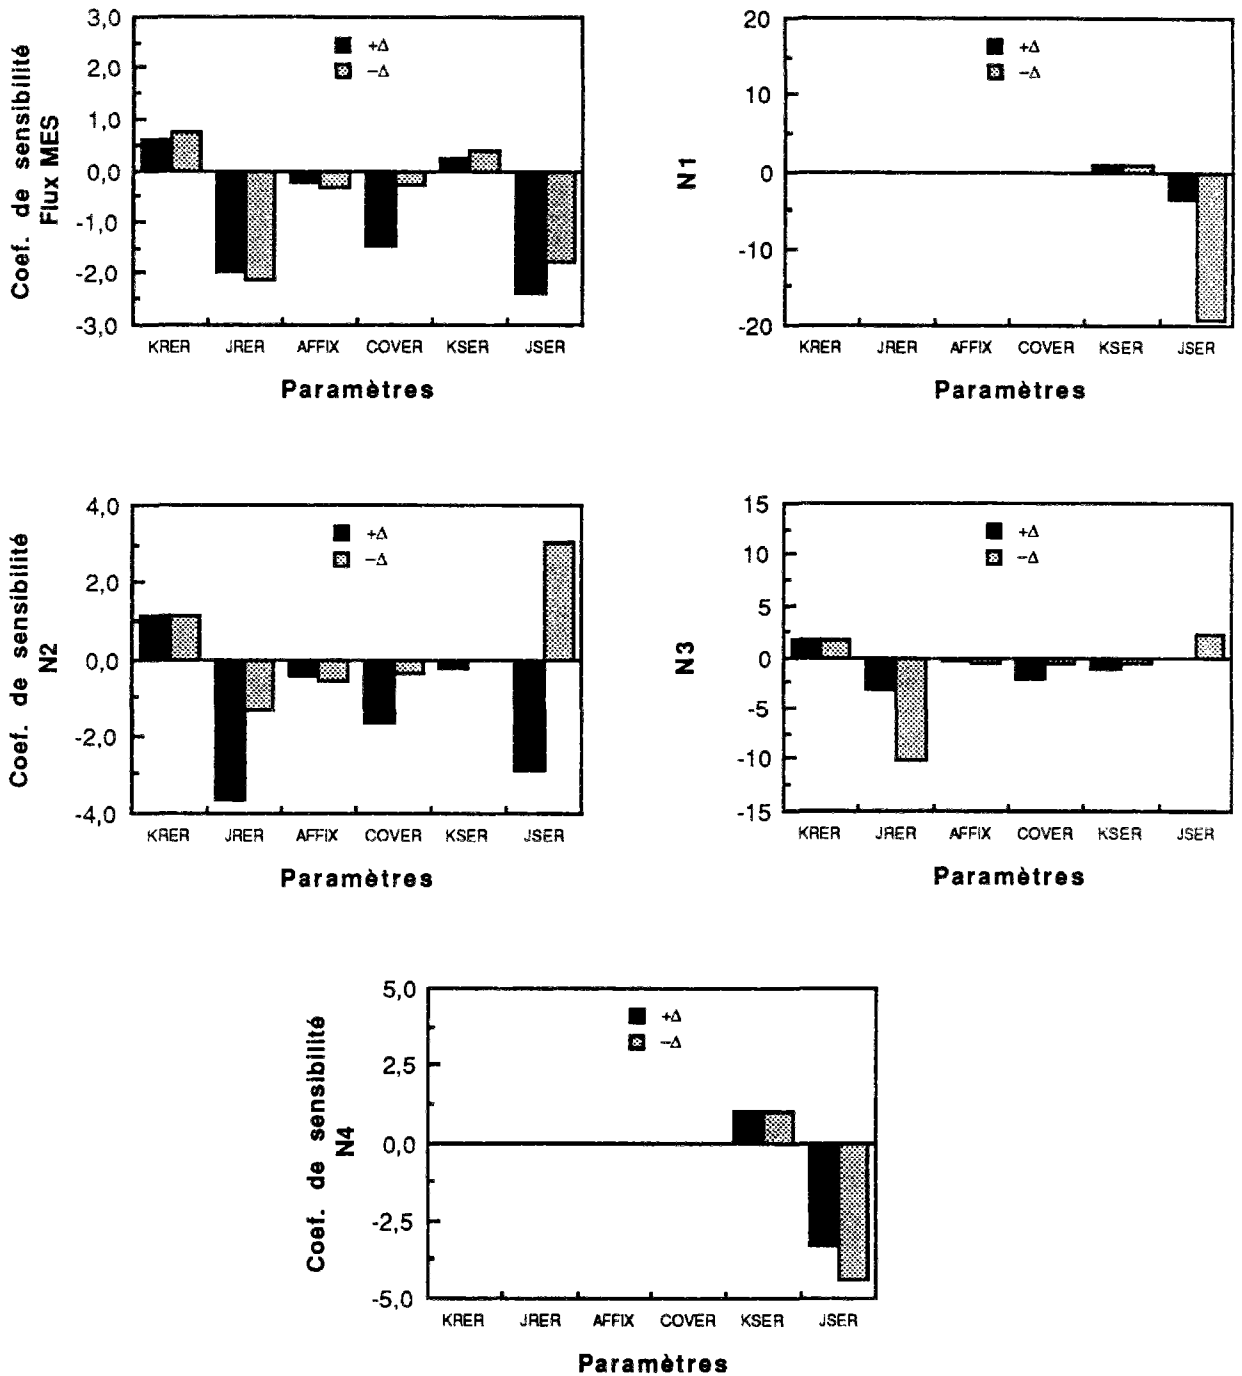 Coef. de sensibilité
Flux MES
3,0
2,0
1,0
0,0
-1,0
-2,0
-3,0
+Δ
−Δ
KRER JRER AFFIX COVER KSER JSER
Paramètres
N1
20
10
0
-10
-20
+Δ
−Δ
KRER JRER AFFIX COVER KSER JSER
Paramètres
Coef. de sensibilité
N2
4,0
2,0
0,0
-2,0
-4,0
+Δ
−Δ
KRER JRER AFFIX COVER KSER JSER
Paramètres
N3
15
10
5
0
-5
-10
-15
+Δ
−Δ
KRER JRER AFFIX COVER KSER JSER
Paramètres
Coef. de sensibilité
N4
5,0
2,5
0,0
-2,5
-5,0
+Δ
−Δ
KRER JRER AFFIX COVER KSER JSER
Paramètres